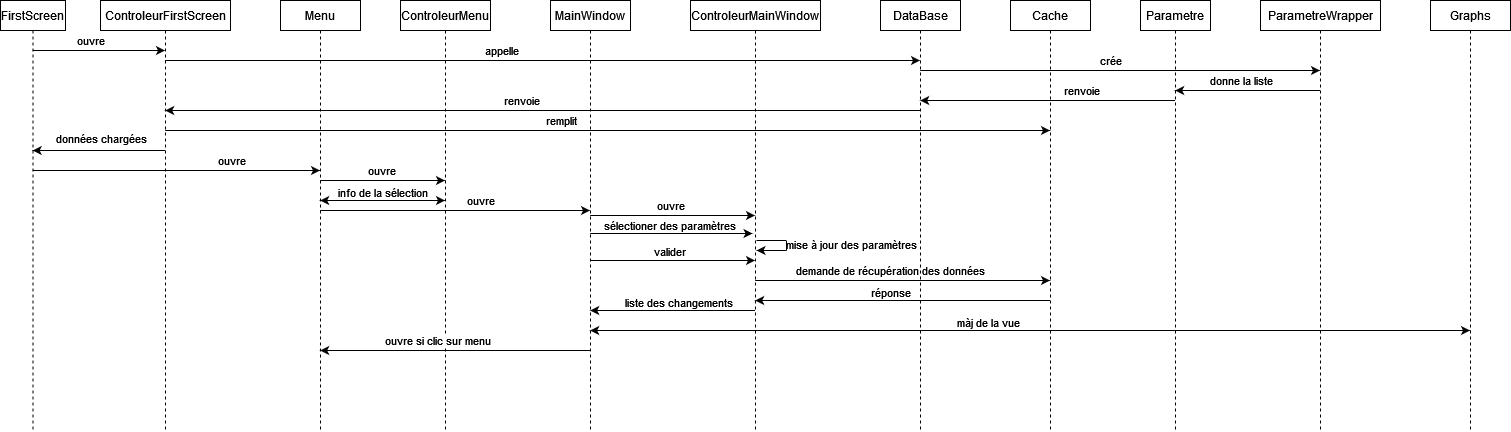 FirstScreen
ControleurFirstScreen
Menu
ControleurMenu
MainWindow
ControleurMainWindow
DataBase
Cache
Parametre
ParametreWrapper
Graphs
ouvre
appelle
crée
donne la liste
renvoie
renvoie
remplit
données chargées
ouvre
ouvre
info de la sélection
ouvre
ouvre
sélectioner des paramètres
mise à jour des paramètres
valider
demande de récupération des données
réponse
liste des changements
màj de la vue
ouvre si clic sur menu